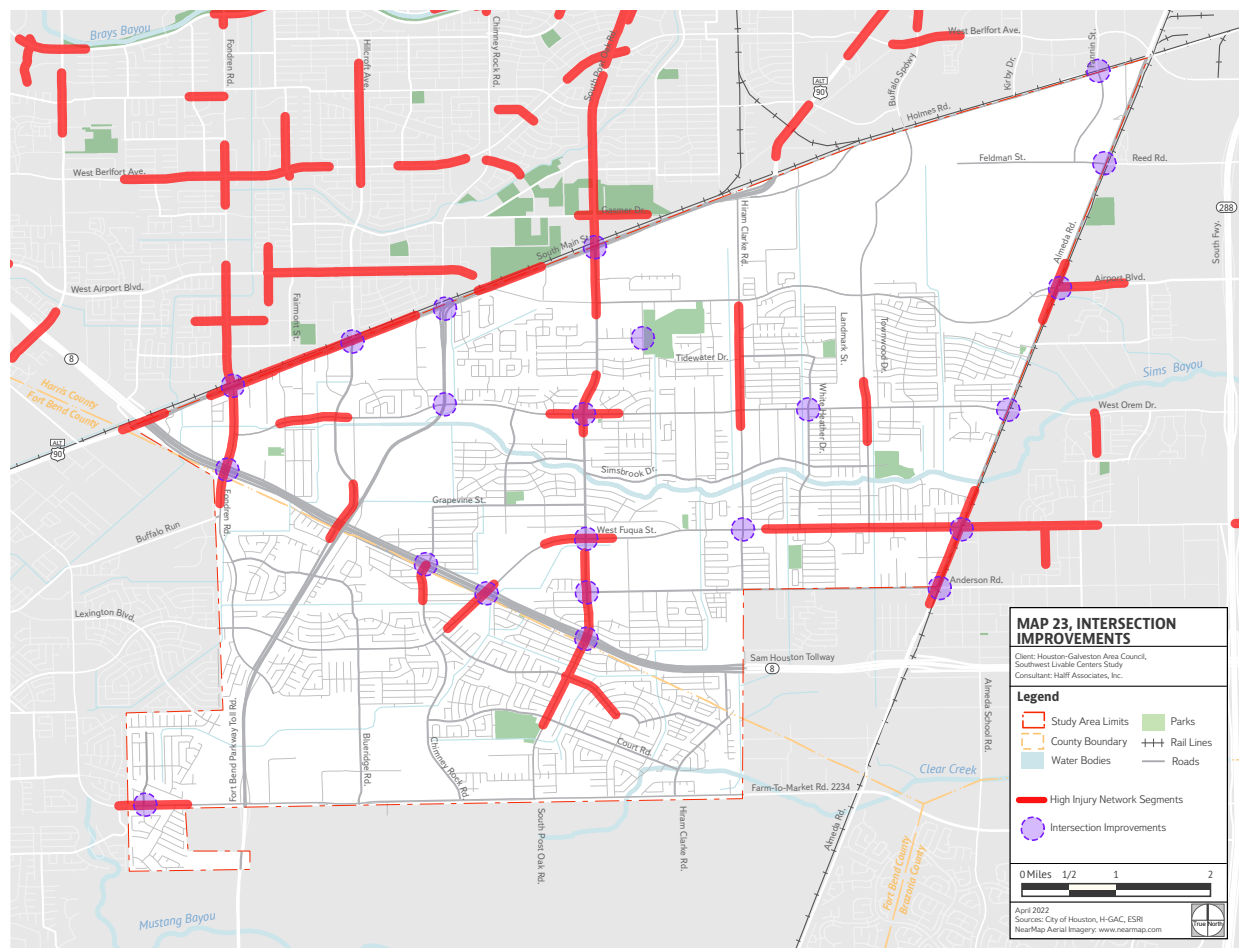 Brays Bayou
Fondren Rd.
Hillcroft Ave.
Chimney Rock Rd.
South Post Oak Rd.
ALT
90
Buffalo Spdwy
West Berlfort Ave.
Kirby Dr.
Fannin St.
Holmes Rd.
Feldman St.
Reed Rd.
West Berlfort Ave.
Gasmer Dr.
Hiram Clarke Rd.
288
South Fwy.
South Main St.
Almeda Rd.
Airport Blvd.
West Airport Blvd.
Fairmont St.
Landmark St.
Townwood Dr.
8
Tidewater Dr.
Sims Bayou
Harris County
Fort Bend County
White Heather Dr.
West Orem Dr.
ALT
90
Simsbrook Dr.
Fondren Rd.
Grapevine St.
Buffalo Run
West Fuqua St.
Anderson Rd.
Lexington Blvd.
Sam Houston Tollway
8
Fort Bend Parkway Toll Rd.
Blueridge Rd.
Chimney Rock Rd.
Court Rd.
Almeda School Rd.
Clear Creek
Farm-To-Market Rd. 2234
South Post Oak Rd.
Hiram Clarke Rd.
Almeda Rd.
Fort Bend County
Brazoria County
Mustang Bayou
MAP 23, INTERSECTION
IMPROVEMENTS
Client: Houston-Galveston Area Council,
Southwest Livable Centers Study
Consultant: Halff Associates, Inc.
Legend
Study Area Limits
Parks
County Boundary
Rail Lines
Water Bodies
Roads
High Injury Network Segments
Intersection Improvements
0 Miles 1/2 1 2
April 2022
Sources: City of Houston, H-GAC, ESRI
NearMap Aerial Imagery: www.nearmap.com
True North